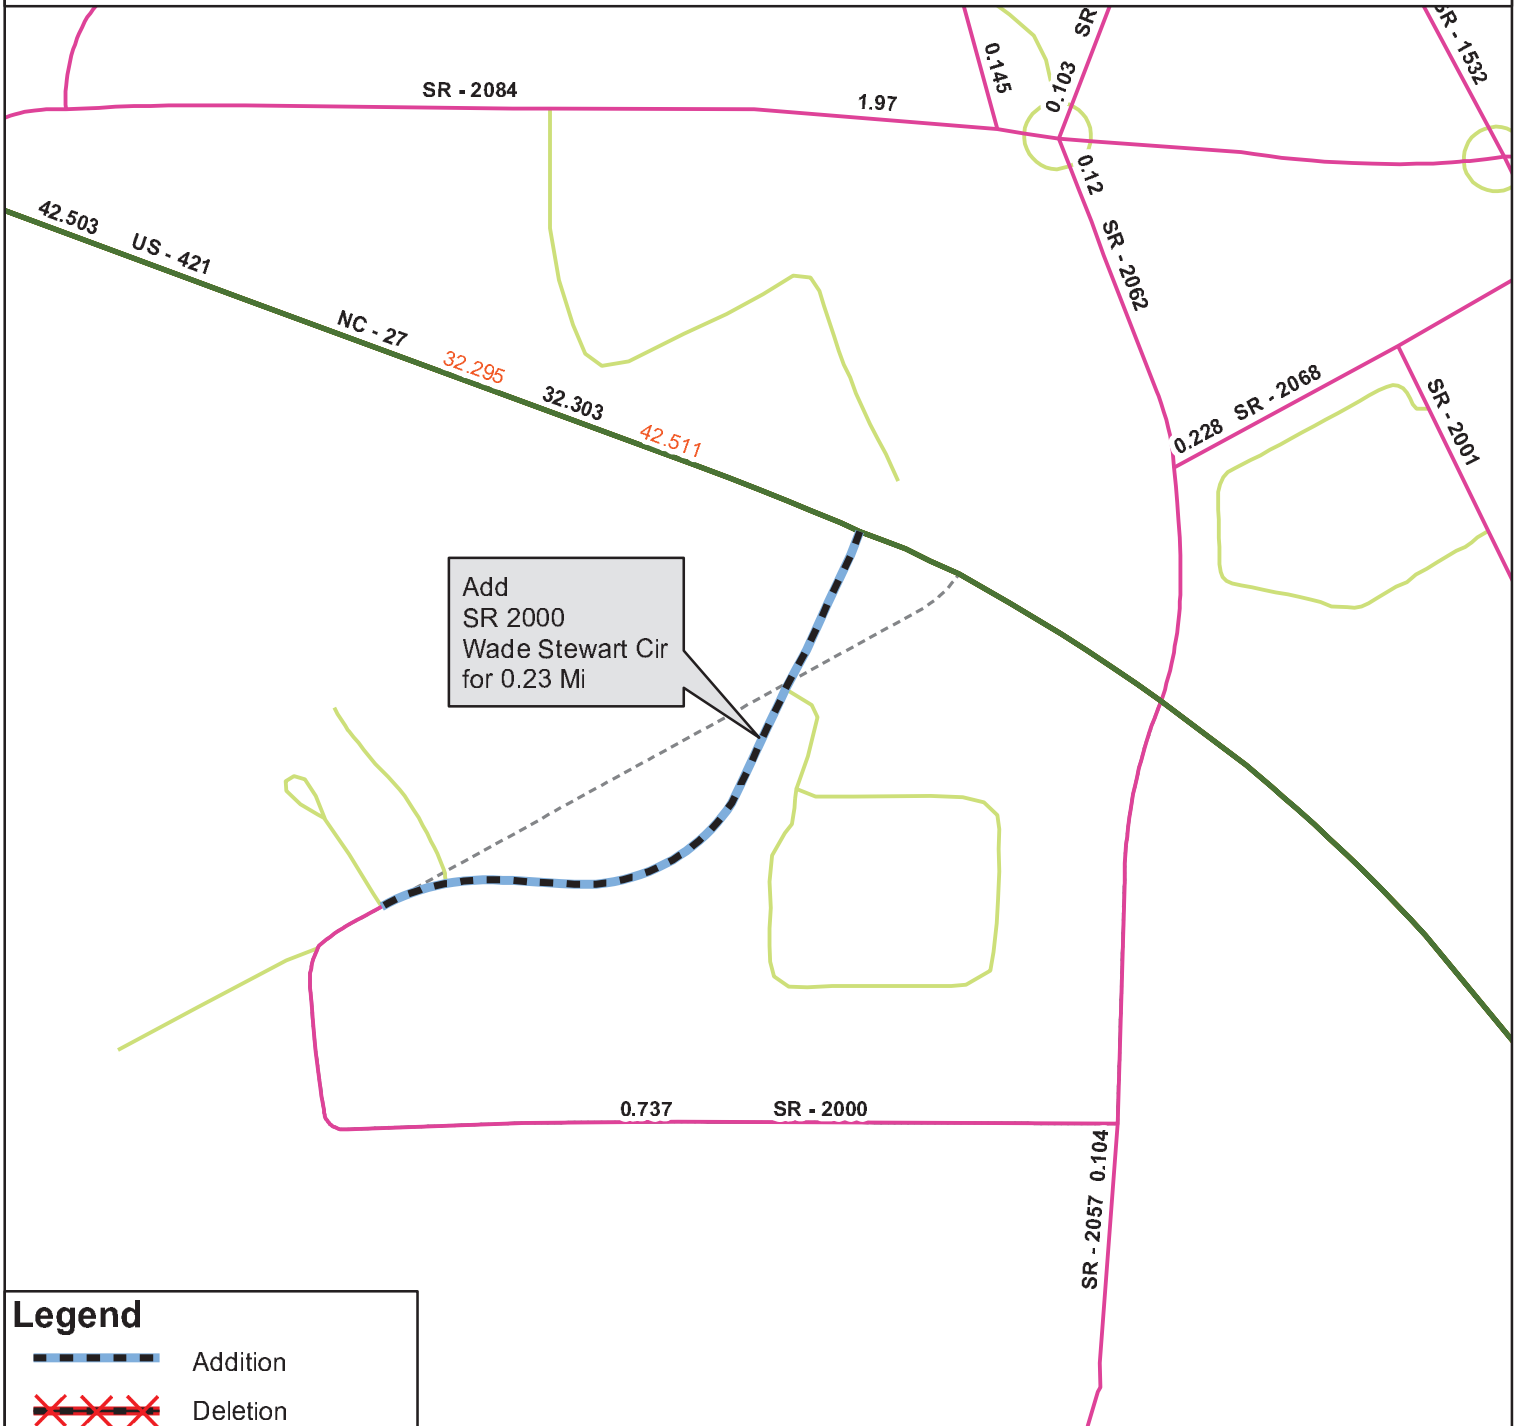 SR
SR - 1532
0.145
0.103
SR - 2084
1.97
0.12
SR - 2062
42.503
US - 421
NC - 27
32.295
32.303
42.511
0.228
SR - 2068
SR - 2001
Add
SR 2000
Wade Stewart Cir
for 0.23 Mi
0.737
SR - 2000
0.104
SR - 2057
Legend
Addition
Deletion